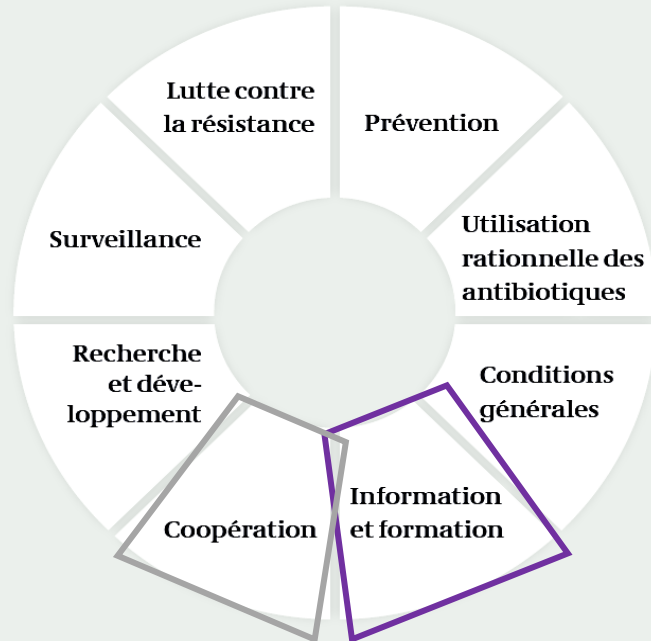 Lutte contre
la résistance
Prévention
Utilisation
rationnelle des
antibiotiques
Conditions
générales
Information
et formation
Coopération
Recherche
et déve-
loppement
Surveillance